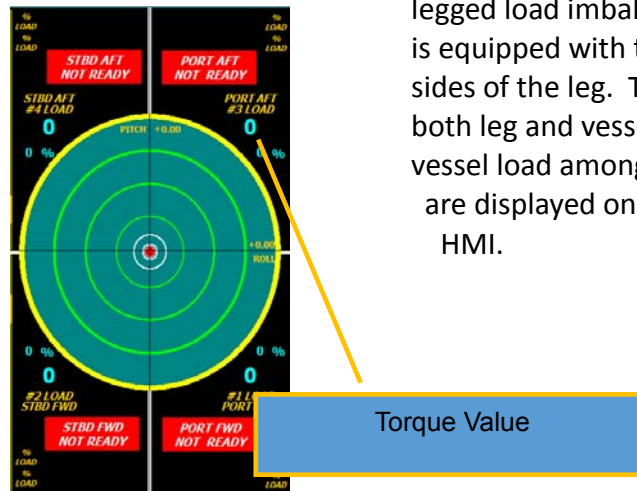 %
LOAD
%
LOAD
%
LOAD
%
LOAD
STBD AFT
NOT READY
PORT AFT
NOT READY
STBD AFT
#4 LOAD
0
PORT AFT
#3 LOAD
0
PITCH +0.00
0 %
%
+0.00
ROLL
0 %
0 %
0
#2 LOAD
STBD FWD
0
#1
PORT
STBD FWD
NOT READY
PORT FWD
NOT READY
%
LOAD
%
LOAD
LOAD
legged load
is equipped with
sides of the leg.
both leg and
vessel load
are displayed on
HMI.
Torque Value